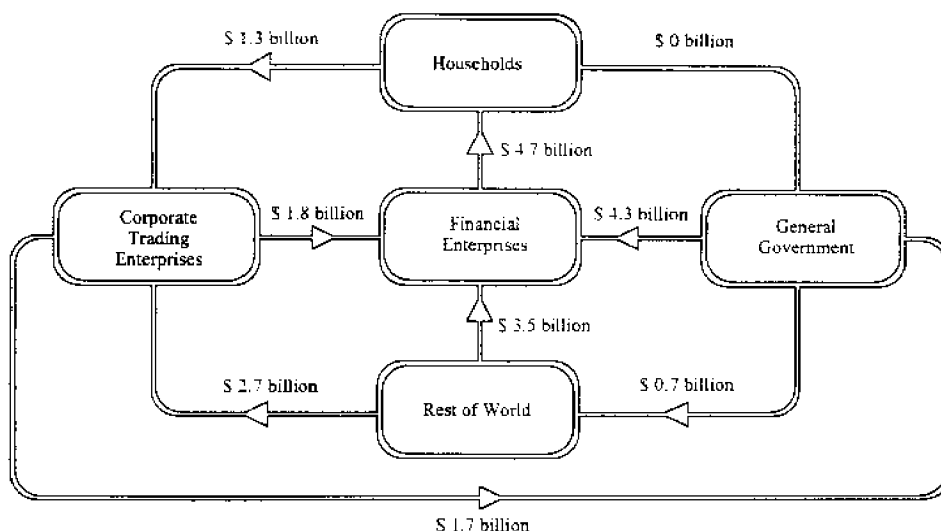 $ 1.3 billion
$ 0 billion
Households
$ 4.7 billion
Corporate
Trading
Enterprises
$ 1.8 billion
Financial
Enterprises
$ 4.3 billion
General
Government
$ 3.5 billion
$ 2.7 billion
Rest of World
$ 0.7 billion
$ 1.7 billion